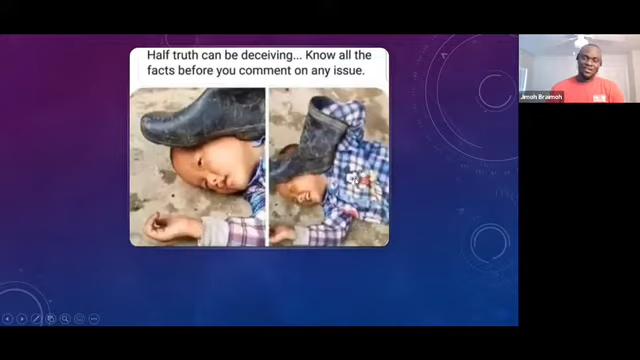 Half truth can be deceiving... Know all the
facts before you comment on any issue.
Jimoh Braimoh